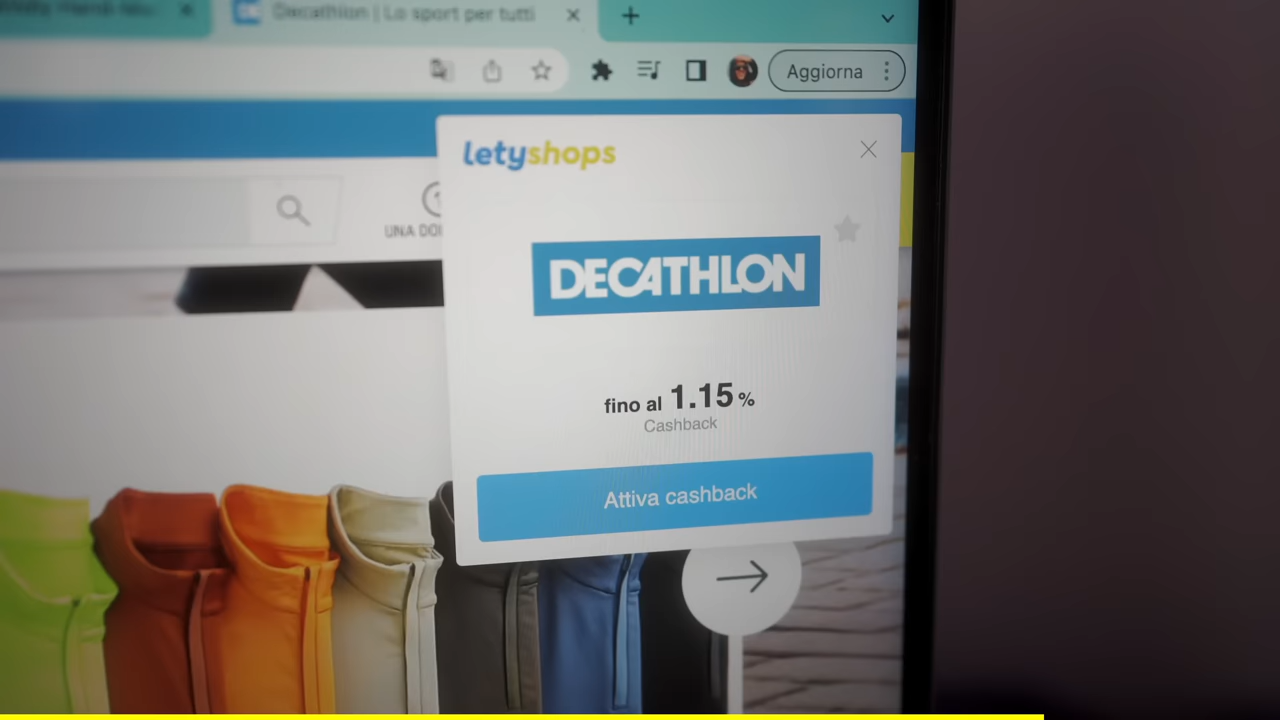 Decathlon | Lo sport per tutti
Aggiorna
letyshops
UNA DO
DECATHLON
fino al 1.15 %
Cashback
Attiva cashback